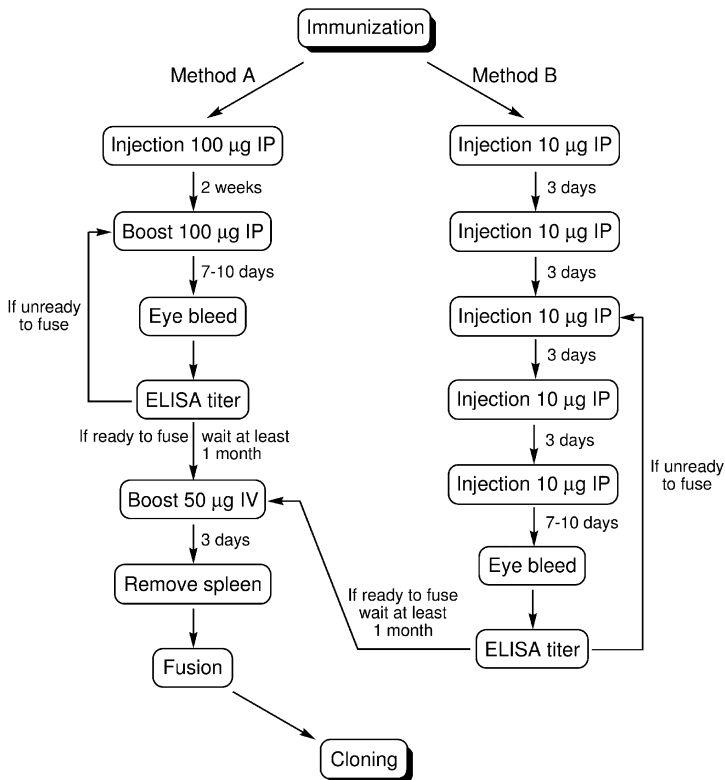 Immunization
Method A
Method B
Injection 100 μg IP
2 weeks
Boost 100 μg IP
7-10 days
If unready
to fuse
Eye bleed
ELISA titer
If ready to fuse
wait at least
1 month
Boost 50 μg IV
3 days
Remove spleen
Fusion
Cloning
Injection 10 μg IP
3 days
Injection 10 μg IP
3 days
Injection 10 μg IP
3 days
Injection 10 μg IP
3 days
Injection 10 μg IP
7-10 days
Eye bleed
ELISA titer
If unready
to fuse
If ready to fuse
wait at least
1 month